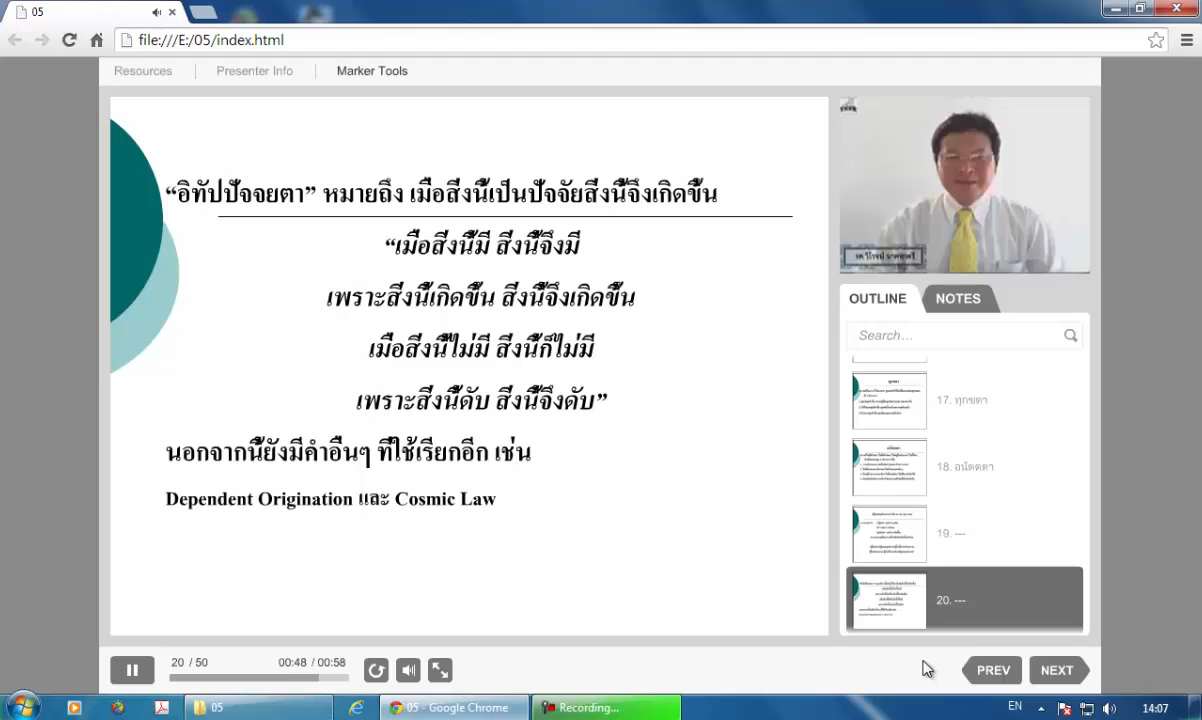 05
file:///E:/05/index.html
Resources
Presenter Info
Marker Tools
“อิทัปปัจจยตา” หมายถึง เมื่อสิ่งนี้เป็นปัจจัยสิ่งนี้จึงเกิดขึ้น
“เมื่อสิ่งนี้มี สิ่งนี้จึงมี
เพราะสิ่งนี้เกิดขึ้น สิ่งนี้จึงเกิดขึ้น
เมื่อสิ่งนี้ไม่มี สิ่งนี้ก็ไม่มี
เพราะสิ่งนี้ดับ สิ่งนี้จึงดับ”
นอกจากนี้ยังมีคำอื่นๆ ที่ใช้เรียกอีก เช่น
Dependent Origination และ Cosmic Law
OUTLINE
NOTES
Search...
17. ทุกขตา
18. อนัตตตา
19. ---
20. ---
20 / 50
00:48 / 00:58
PREV
NEXT
05
05 - Google Chrome
Recording...
EN
14:07